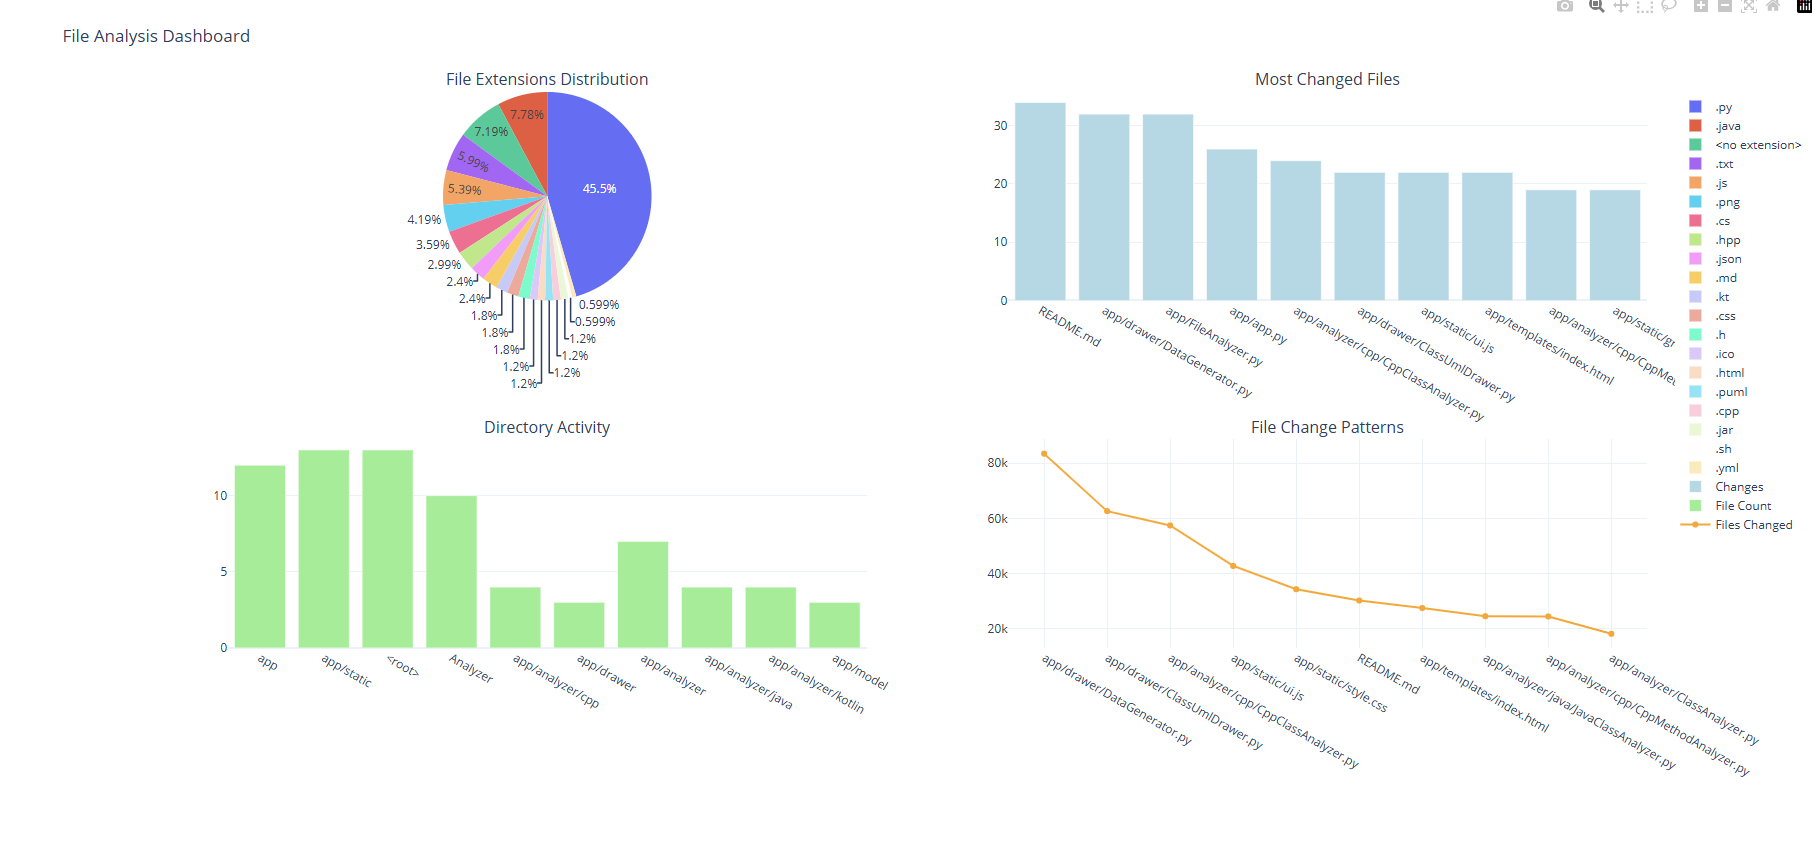 File Analysis Dashboard
File Extensions Distribution
7.78%
7.19%
5.99%
5.39%
45.5%
4.19%
3.59%
2.99%
2.4%
2.4%
1.8%
1.8%
1.8%
1.2%
1.2%
0.599%
0.599%
1.2%
1.2%
1.2%
Most Changed Files
30
20
10
0
README.md
app/drawer/DataGenerator.py
app/FileAnalyzer.py
app/app.py
app/analyzer/cpp/CppClassAnalyzer.py
app/drawer/ClassUmlDrawer.py
app/static/ui.js
app/templates/index.html
app/analyzer/cpp/CppMe
app/static/gr
.py
.java
<no extension>
.txt
.js
.png
.cs
.hpp
.json
.md
.kt
.css
.h
.ico
.html
.puml
.cpp
.jar
.sh
.yml
Changes
File Count
Files Changed
Directory Activity
10
5
0
app
app/static
<root>
Analyzer
app/analyzer/cpp
app/drawer
app/analyzer
app/analyzer/java
app/analyzer/kotlin
app/model
File Change Patterns
80k
60k
40k
20k
app/drawer/DataGenerator.py
app/drawer/ClassUmlDrawer.py
app/analyzer/cpp/CppClassAnalyzer.py
app/static/ui.js
app/static/style.css
README.md
app/templates/index.html
app/analyzer/java/JavaClassAnalyzer.py
app/analyzer/cpp/CppMethodAnalyzer.py
app/analyzer/ClassAnalyzer.py